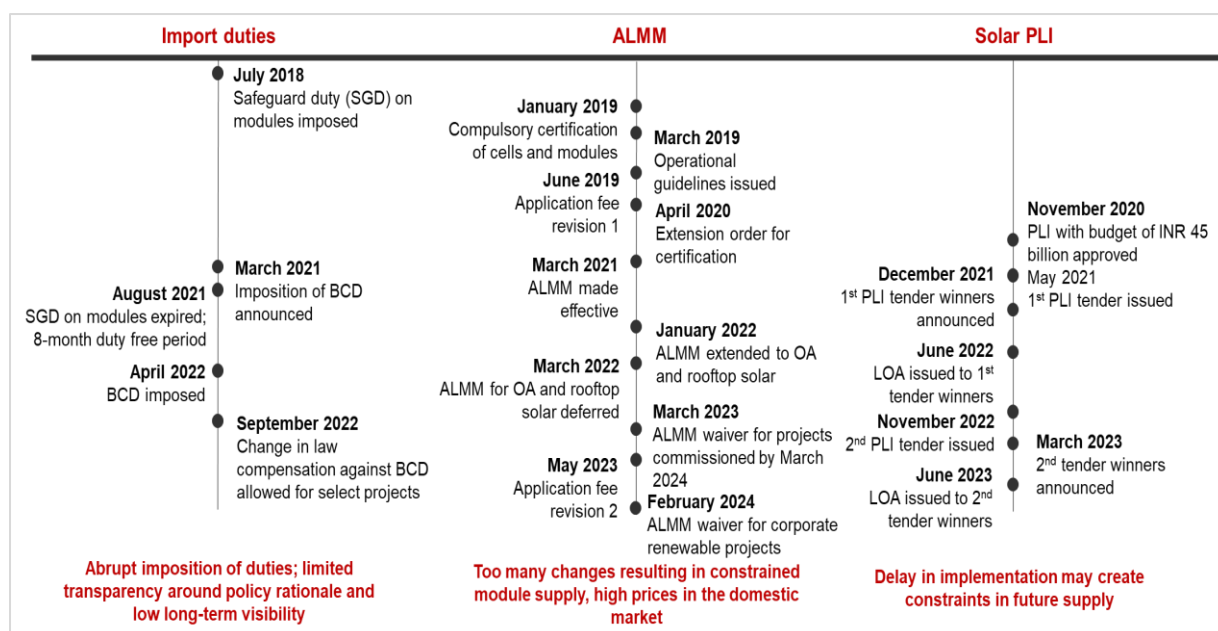 Import duties
July 2018
Safeguard duty (SGD) on
modules imposed
March 2021
Imposition of BCD
announced
August 2021
SGD on modules expired;
8-month duty free period
April 2022
BCD imposed
September 2022
Change in law
compensation against BCD
allowed for select projects
Abrupt imposition of duties; limited
transparency around policy rationale and
low long-term visibility
ALMM
January 2019
Compulsory certification
of cells and modules
March 2019
Operational
guidelines issued
June 2019
Application fee
revision 1
April 2020
Extension order for
certification
March 2021
ALMM made
effective
January 2022
ALMM extended to OA
and rooftop solar
March 2022
ALMM for OA and rooftop
solar deferred
March 2023
ALMM waiver for projects
commissioned by March
2024
May 2023
Application fee
revision 2
February 2024
ALMM waiver for corporate
renewable projects
Too many changes resulting in constrained
module supply, high prices in the domestic
market
Solar PLI
November 2020
PLI with budget of INR 45
billion approved
May 2021
1st PLI tender issued
December 2021
1st PLI tender winners
announced
June 2022
LOA issued to 1st
tender winners
November 2022
2nd PLI tender issued
March 2023
2nd tender winners
announced
June 2023
LOA issued to 2nd
tender winners
Delay in implementation may create
constraints in future supply